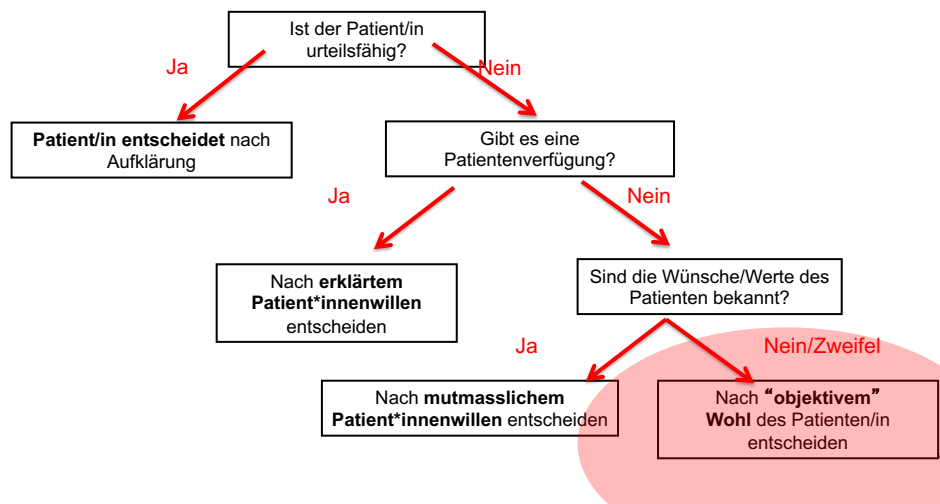 Ist der Patient/in
urteilsfähig?
Ja
Nein
Patient/in entscheidet nach
Aufklärung
Gibt es eine
Patientenverfügung?
Ja
Nein
Nach erklärtem
Patient*innenwillen
entscheiden
Sind die Wünsche/Werte des
Patienten bekannt?
Ja
Nein/Zweifel
Nach mutmasslichem
Patient*innenwillen entscheiden
Nach “objektivem”
Wohl des Patienten/in
entscheiden